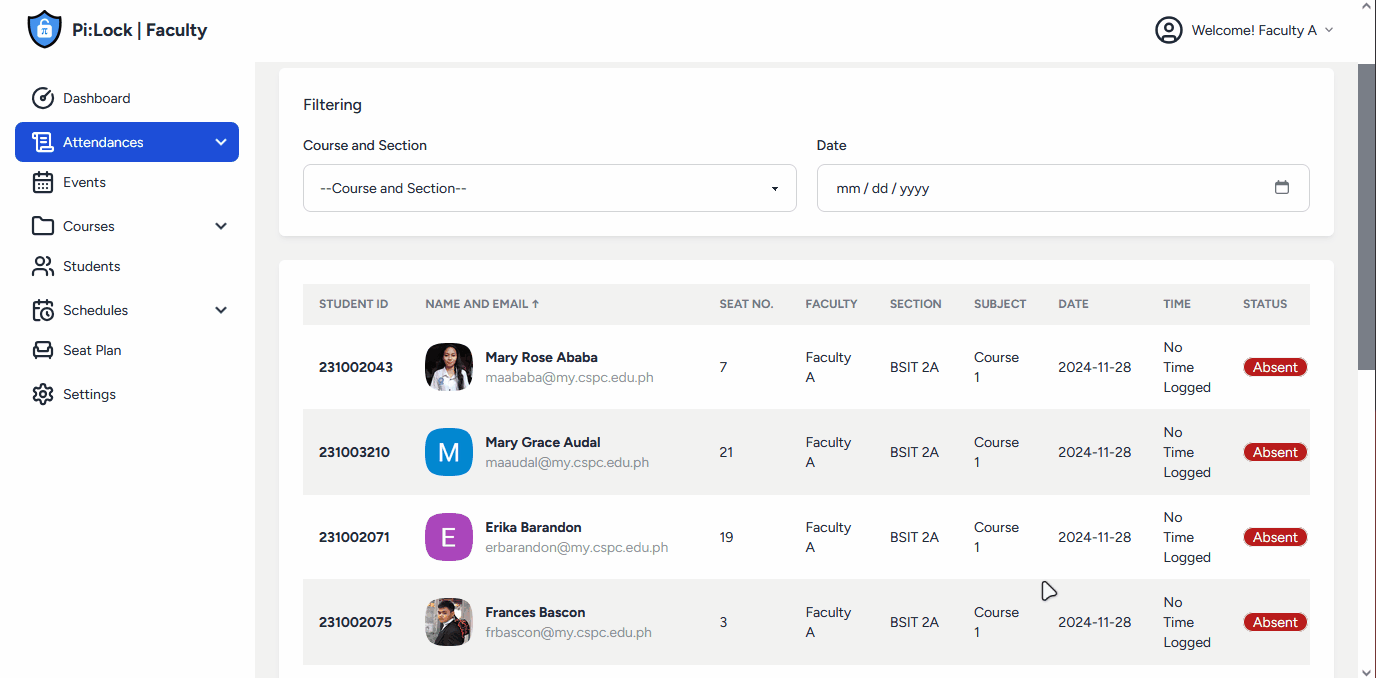 π
Pi:Lock | Faculty
Welcome! Faculty A
Dashboard
Attendances
Events
Courses
Students
Schedules
Seat Plan
Settings
Filtering
Course and Section
Date
--Course and Section--
mm / dd / yyyy
STUDENT ID NAME AND EMAIL ↑ SEAT NO. FACULTY SECTION SUBJECT DATE TIME STATUS
231002043
Mary Rose Ababa
maababa@my.cspc.edu.ph
7
Faculty
A
BSIT 2A
Course
1
2024-11-28
No
Time
Logged
Absent
231003210
M
Mary Grace Audal
maaudal@my.cspc.edu.ph
21
Faculty
A
BSIT 2A
Course
1
2024-11-28
No
Time
Logged
Absent
231002071
E
Erika Barandon
erbarandon@my.cspc.edu.ph
19
Faculty
A
BSIT 2A
Course
1
2024-11-28
No
Time
Logged
Absent
231002075
Frances Bascon
frbascon@my.cspc.edu.ph
3
Faculty
A
BSIT 2A
Course
1
2024-11-28
No
Time
Logged
Absent